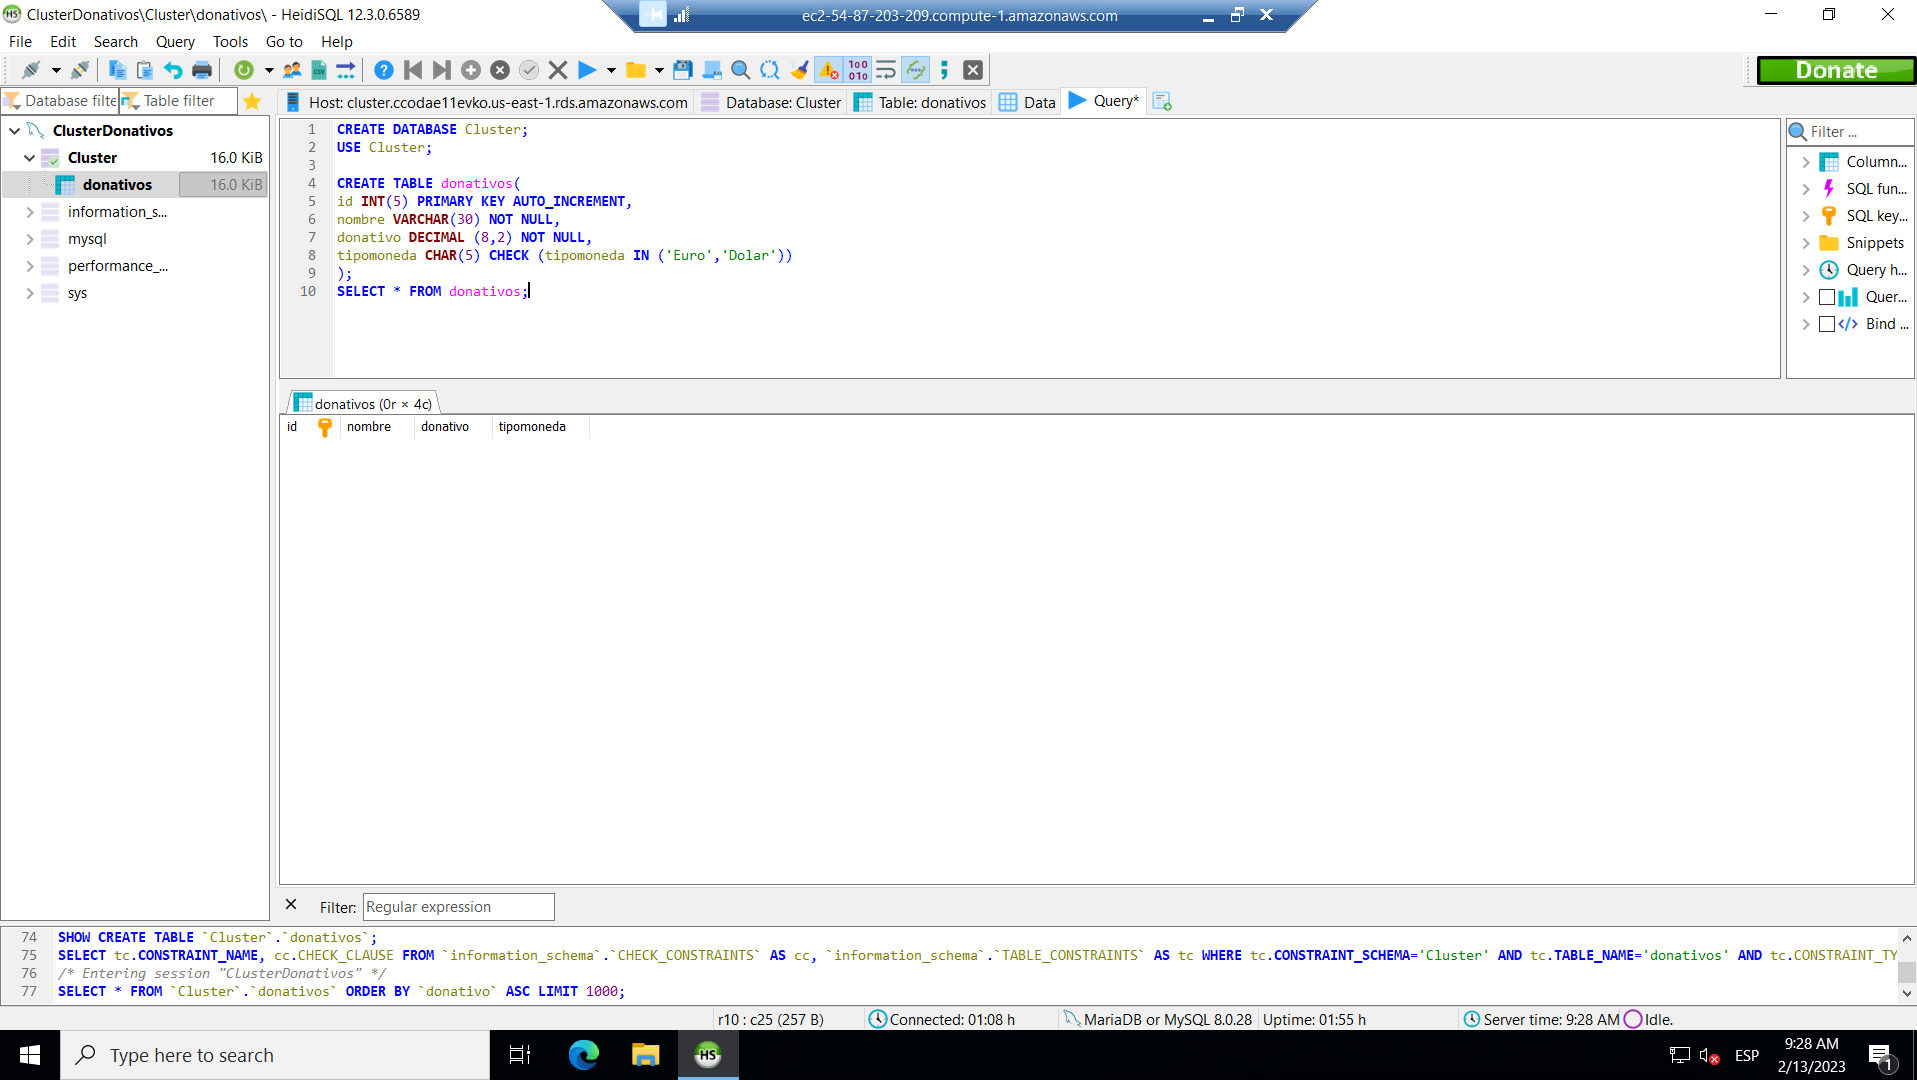 ClusterDonativos\Cluster\donativos\ - HeidiSQL 12.3.0.6589
ec2-54-87-203-209.compute-1.amazonaws.com
File Edit Search Query Tools Go to Help
Donate
Database filte Table filter
Host: cluster.ccodae11evko.us-east-1.rds.amazonaws.com Database: Cluster Table: donativos Data Query*
ClusterDonativos
Cluster 16.0 KiB
donativos 16.0 KiB
information_s...
mysql
performance_...
sys
1 CREATE DATABASE Cluster;
2 USE Cluster;
3
4 CREATE TABLE donativos(
5 id INT(5) PRIMARY KEY AUTO_INCREMENT,
6 nombre VARCHAR(30) NOT NULL,
7 donativo DECIMAL (8,2) NOT NULL,
8 tipomoneda CHAR(5) CHECK (tipomoneda IN ('Euro','Dolar'))
9 );
10 SELECT * FROM donativos;
Filter ...
Column...
SQL fun...
SQL key...
Snippets
Query h...
Quer...
Bind ...
donativos (0r × 4c)
id nombre donativo tipomoneda
Filter: Regular expression
74 SHOW CREATE TABLE `Cluster`.`donativos`;
75 SELECT tc.CONSTRAINT_NAME, cc.CHECK_CLAUSE FROM `information_schema`.`CHECK_CONSTRAINTS` AS cc, `information_schema`.`TABLE_CONSTRAINTS` AS tc WHERE tc.CONSTRAINT_SCHEMA='Cluster' AND tc.TABLE_NAME='donativos' AND tc.CONSTRAINT_TY
76 /* Entering session "ClusterDonativos" */
77 SELECT * FROM `Cluster`.`donativos` ORDER BY `donativo` ASC LIMIT 1000;
r10 : c25 (257 B) Connected: 01:08 h MariaDB or MySQL 8.0.28 Uptime: 01:55 h Server time: 9:28 AM Idle.
Type here to search
HS
ESP
9:28 AM
2/13/2023
1